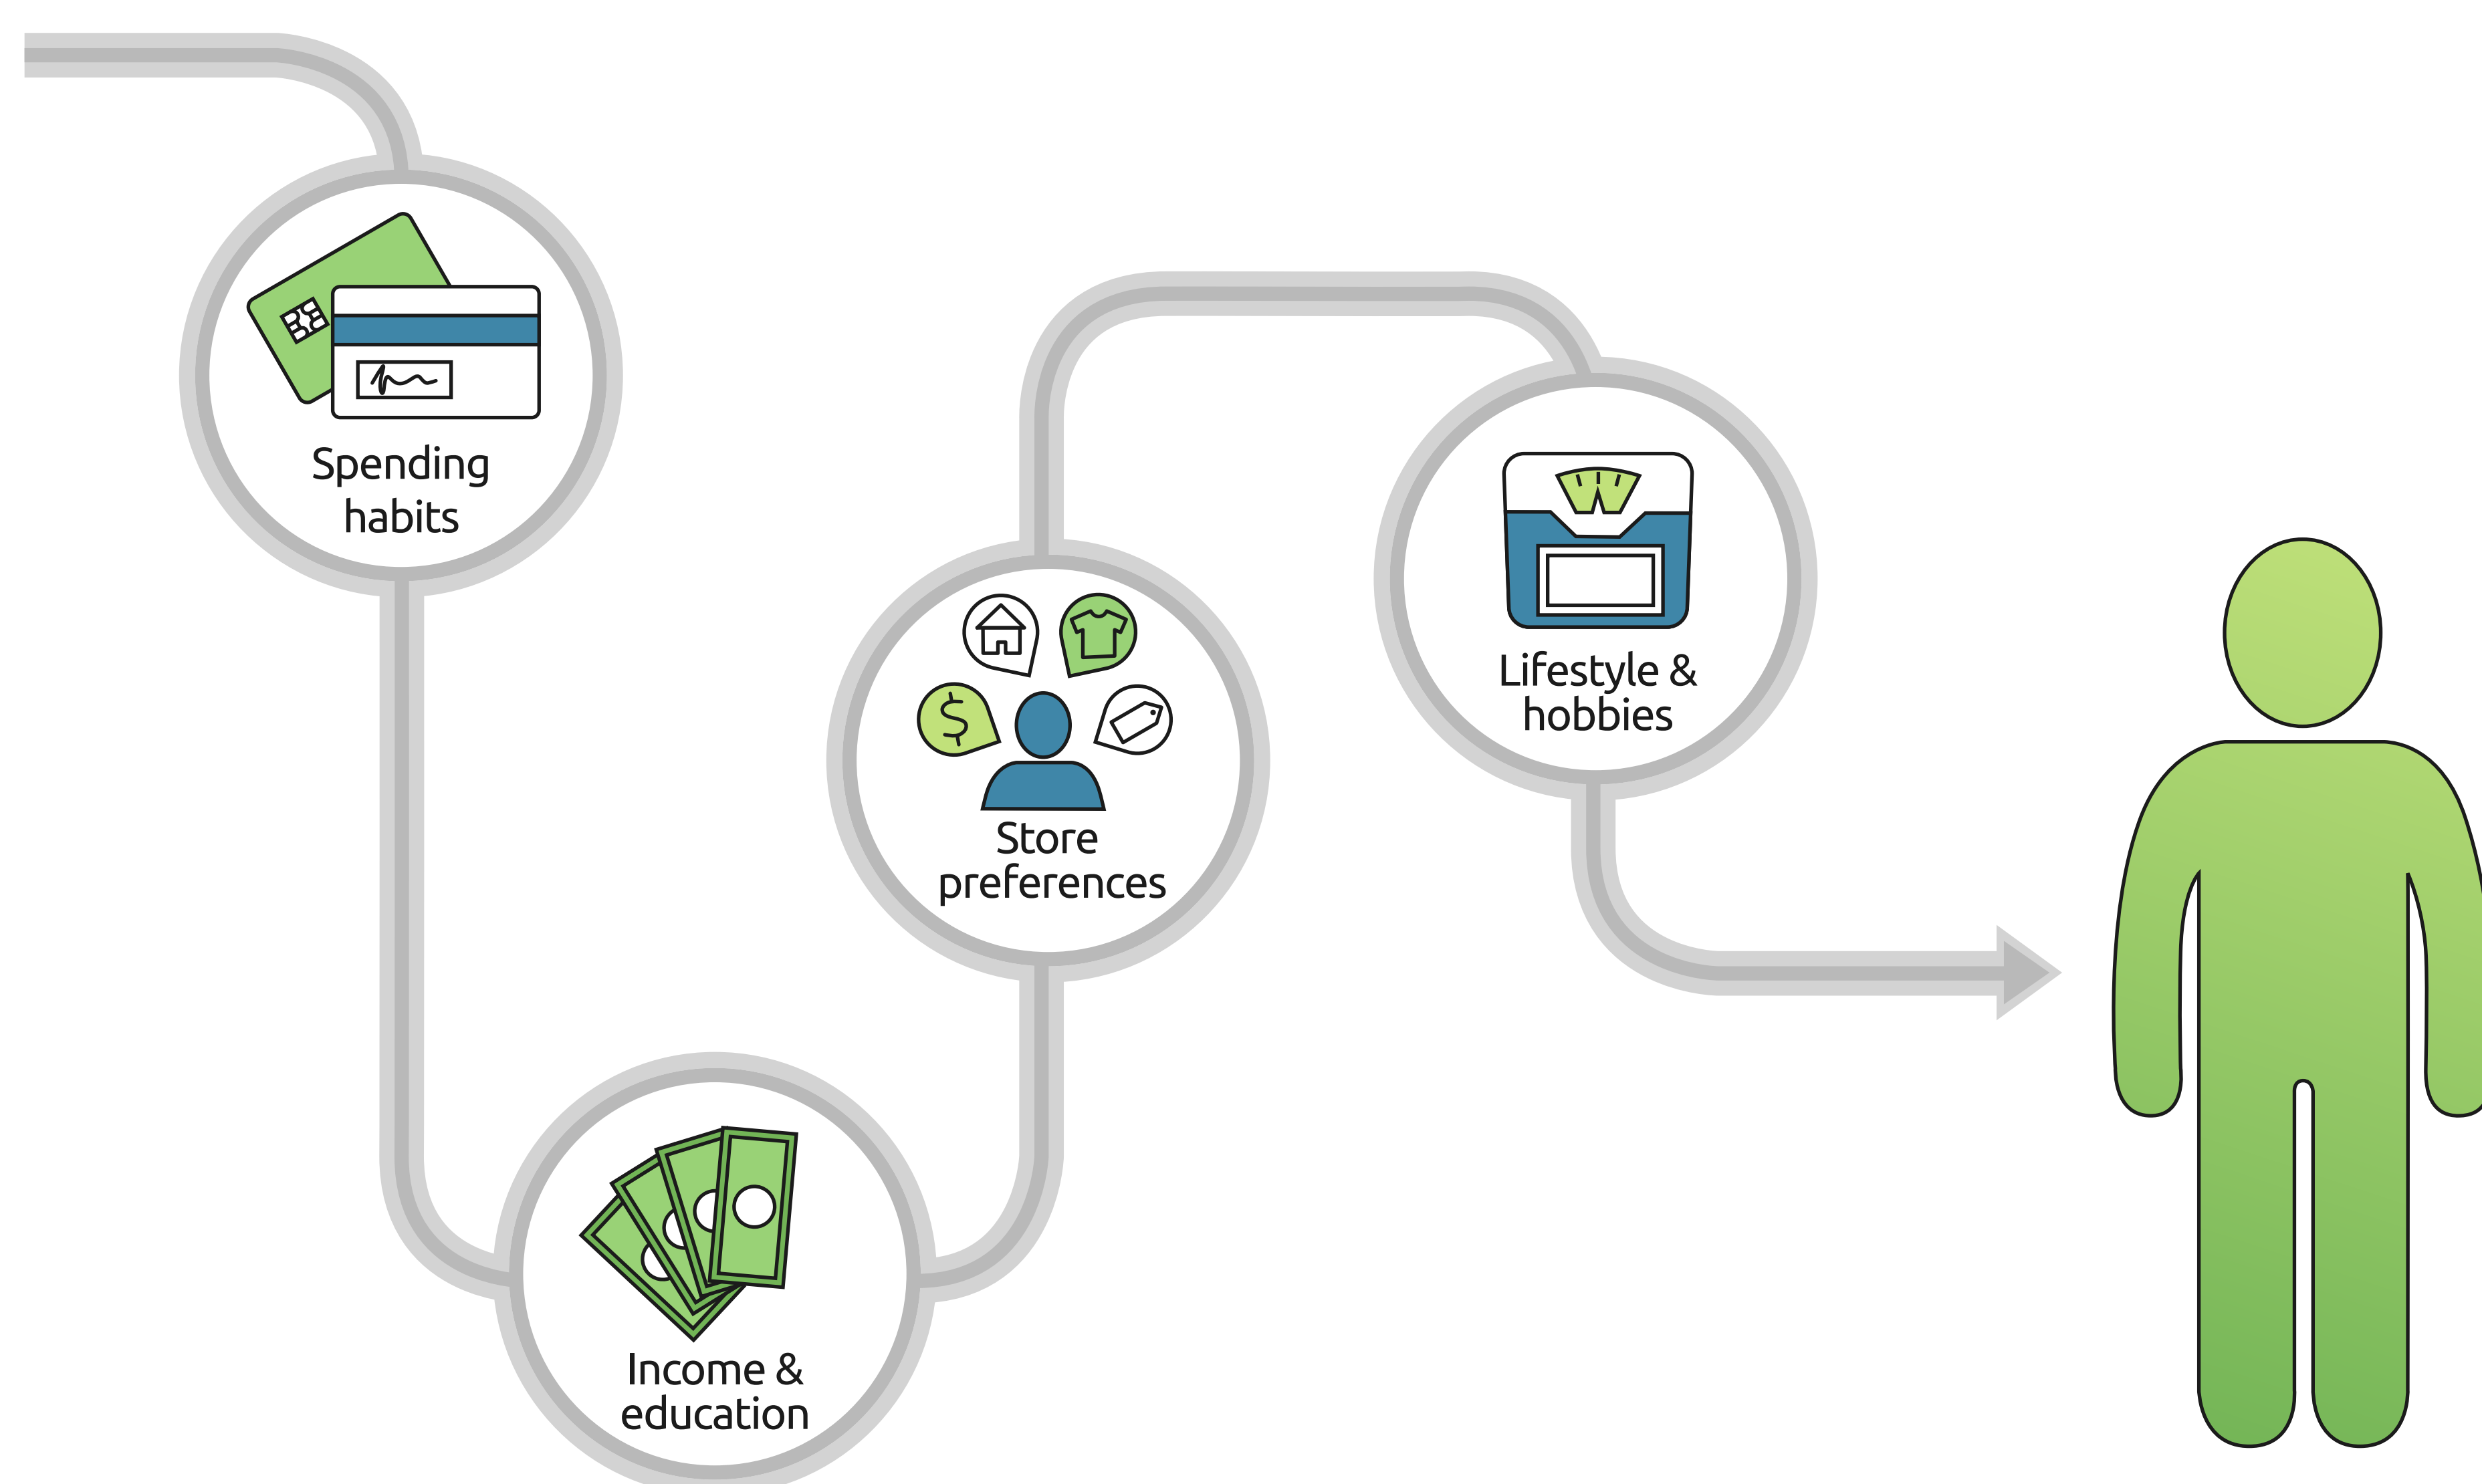 Spending
habits
Income &
education
Store
preferences
Lifestyle &
hobbies